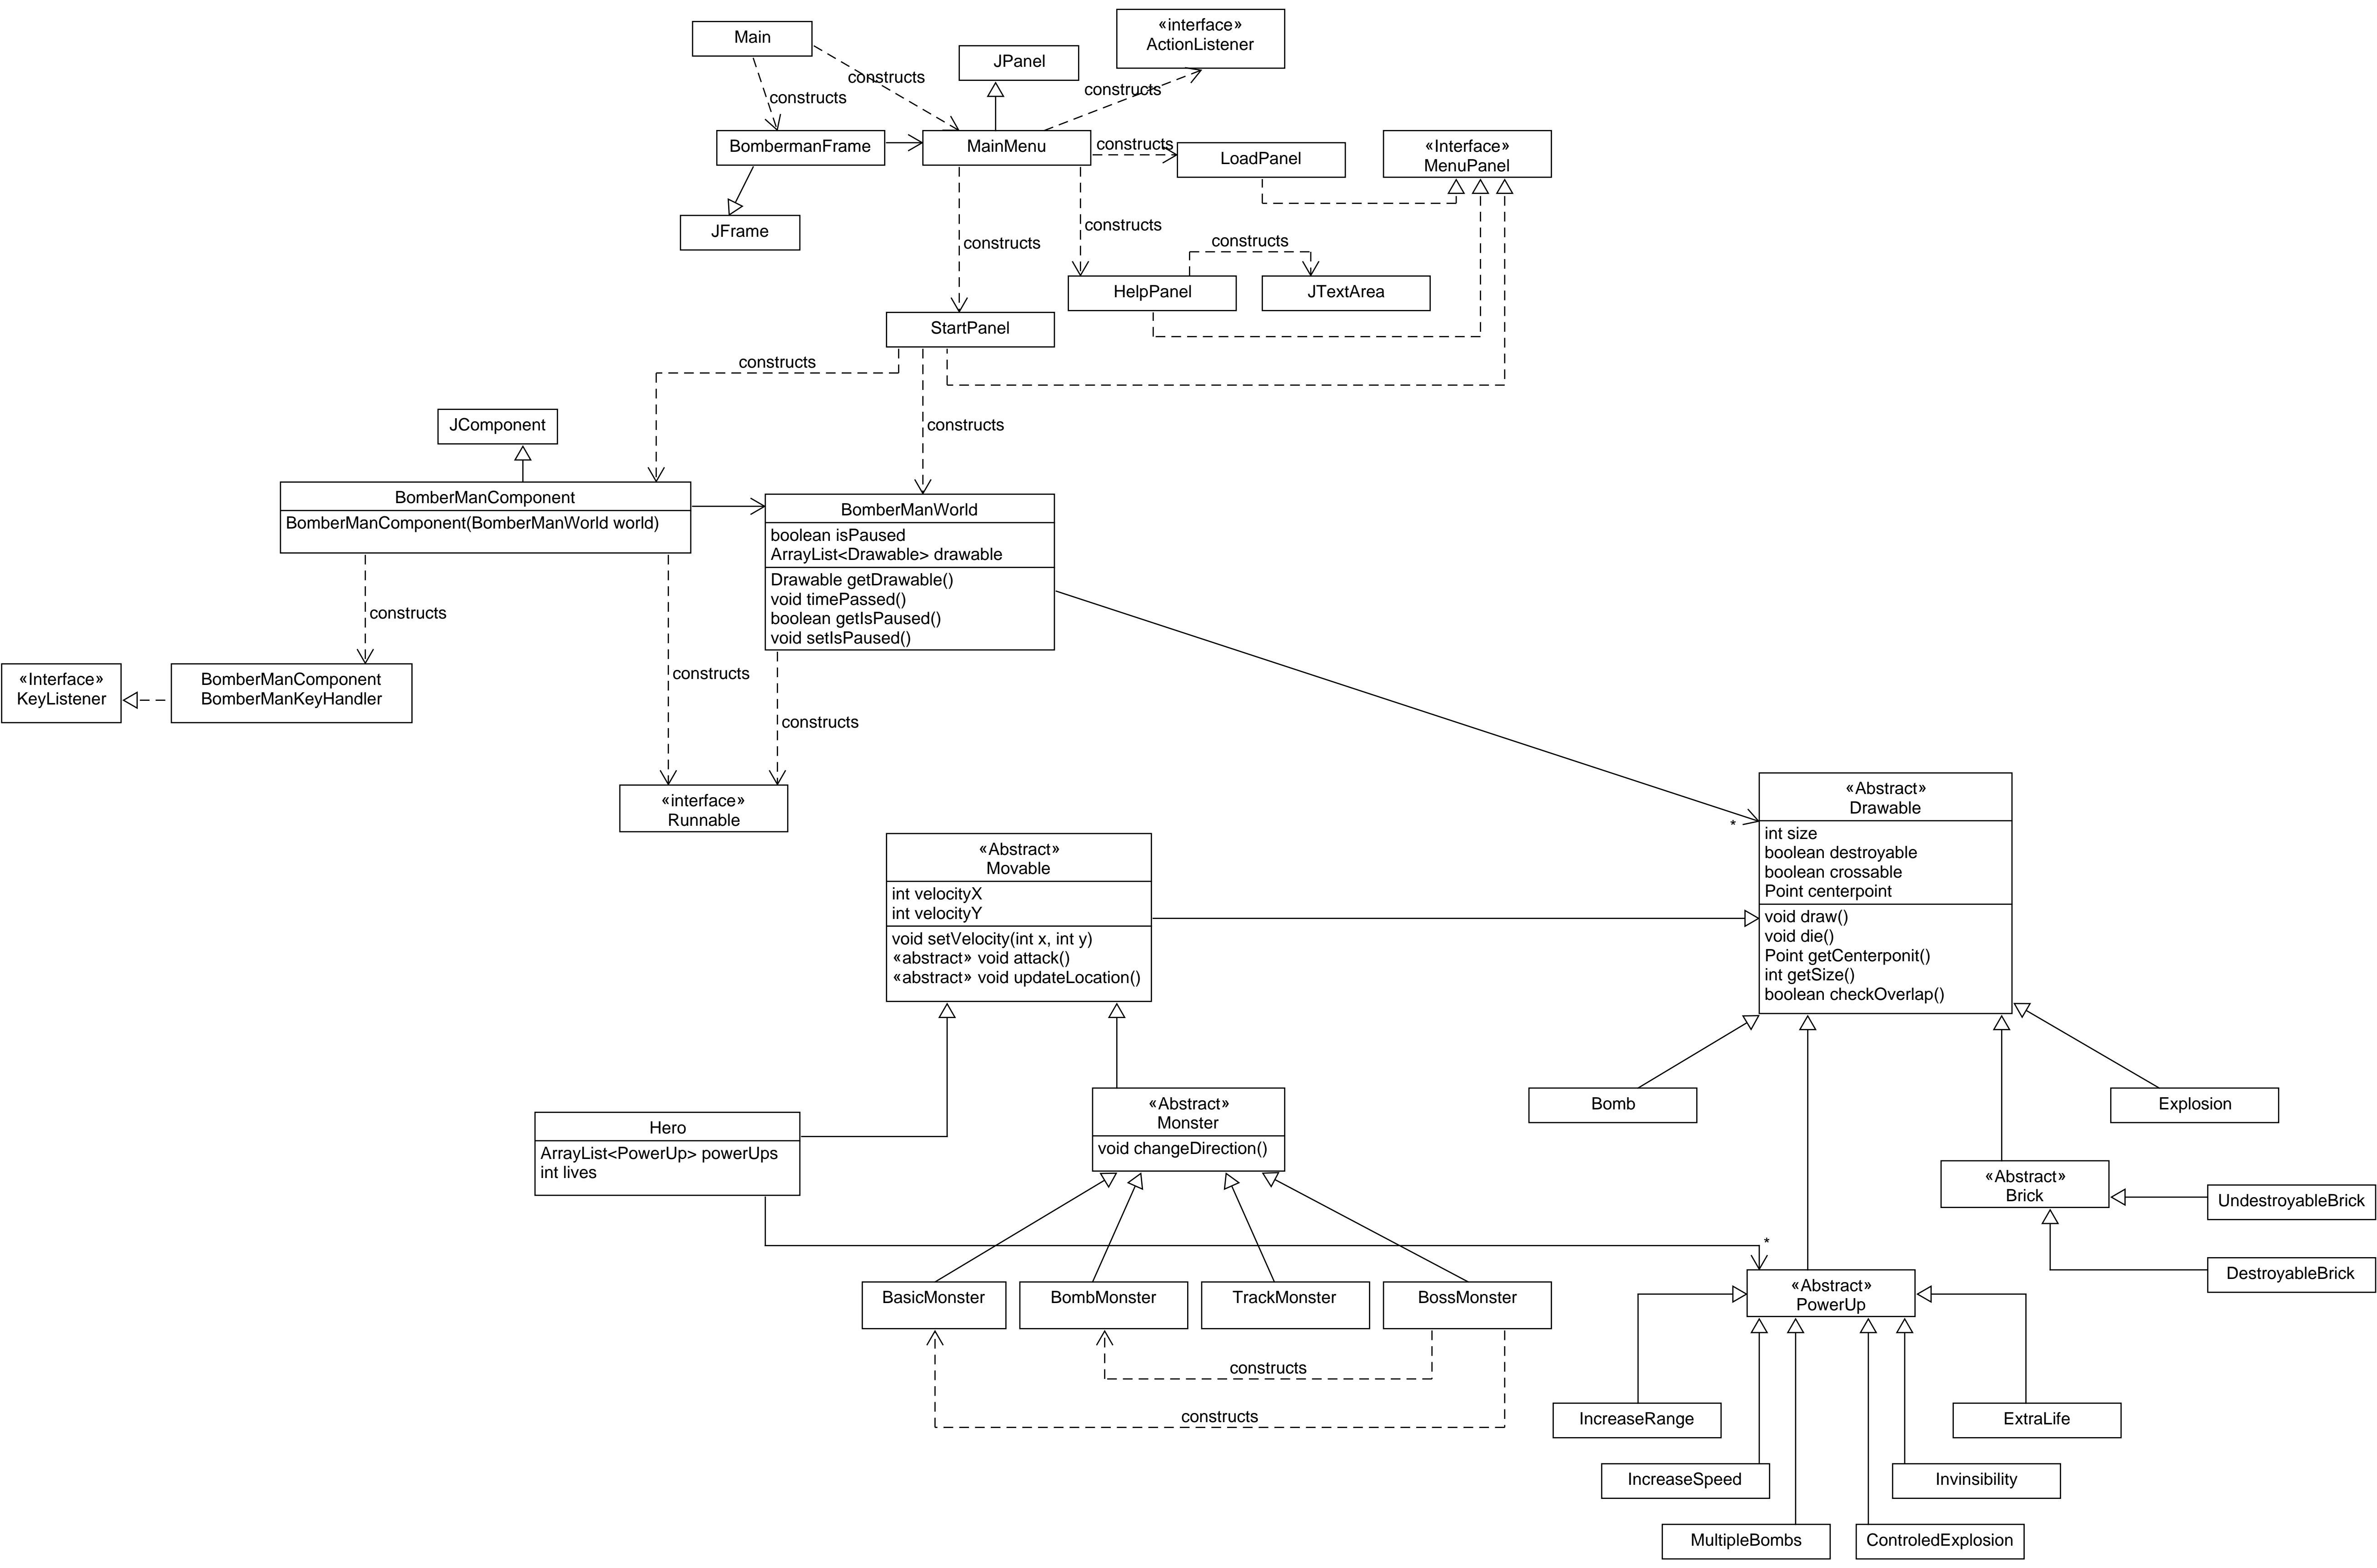 «interface»
ActionListener
Main
JPanel
constructs
constructs
constructs
BombermanFrame
MainMenu
constructs
LoadPanel
«Interface»
MenuPanel
JFrame
constructs
constructs
constructs
HelpPanel
JTextArea
StartPanel
constructs
JComponent
constructs
BomberManComponent
BomberManComponent(BomberManWorld world)
BomberManWorld
boolean isPaused
ArrayList<Drawable> drawable
Drawable getDrawable()
void timePassed()
boolean getIsPaused()
void setIsPaused()
constructs
«Interface»
KeyListener
BomberManComponent
BomberManKeyHandler
constructs
constructs
«interface»
Runnable
«Abstract»
Drawable
int size
boolean destroyable
boolean crossable
Point centerpoint
void draw()
void die()
Point getCenterponit()
int getSize()
boolean checkOverlap()
*
«Abstract»
Movable
int velocityX
int velocityY
void setVelocity(int x, int y)
«abstract» void attack()
«abstract» void updateLocation()
Hero
ArrayList<PowerUp> powerUps
int lives
«Abstract»
Monster
void changeDirection()
Bomb
Explosion
«Abstract»
Brick
UndestroyableBrick
DestroyableBrick
*
BasicMonster
BombMonster
TrackMonster
BossMonster
«Abstract»
PowerUp
constructs
constructs
IncreaseRange
ExtraLife
IncreaseSpeed
Invinsibility
MultipleBombs
ControledExplosion